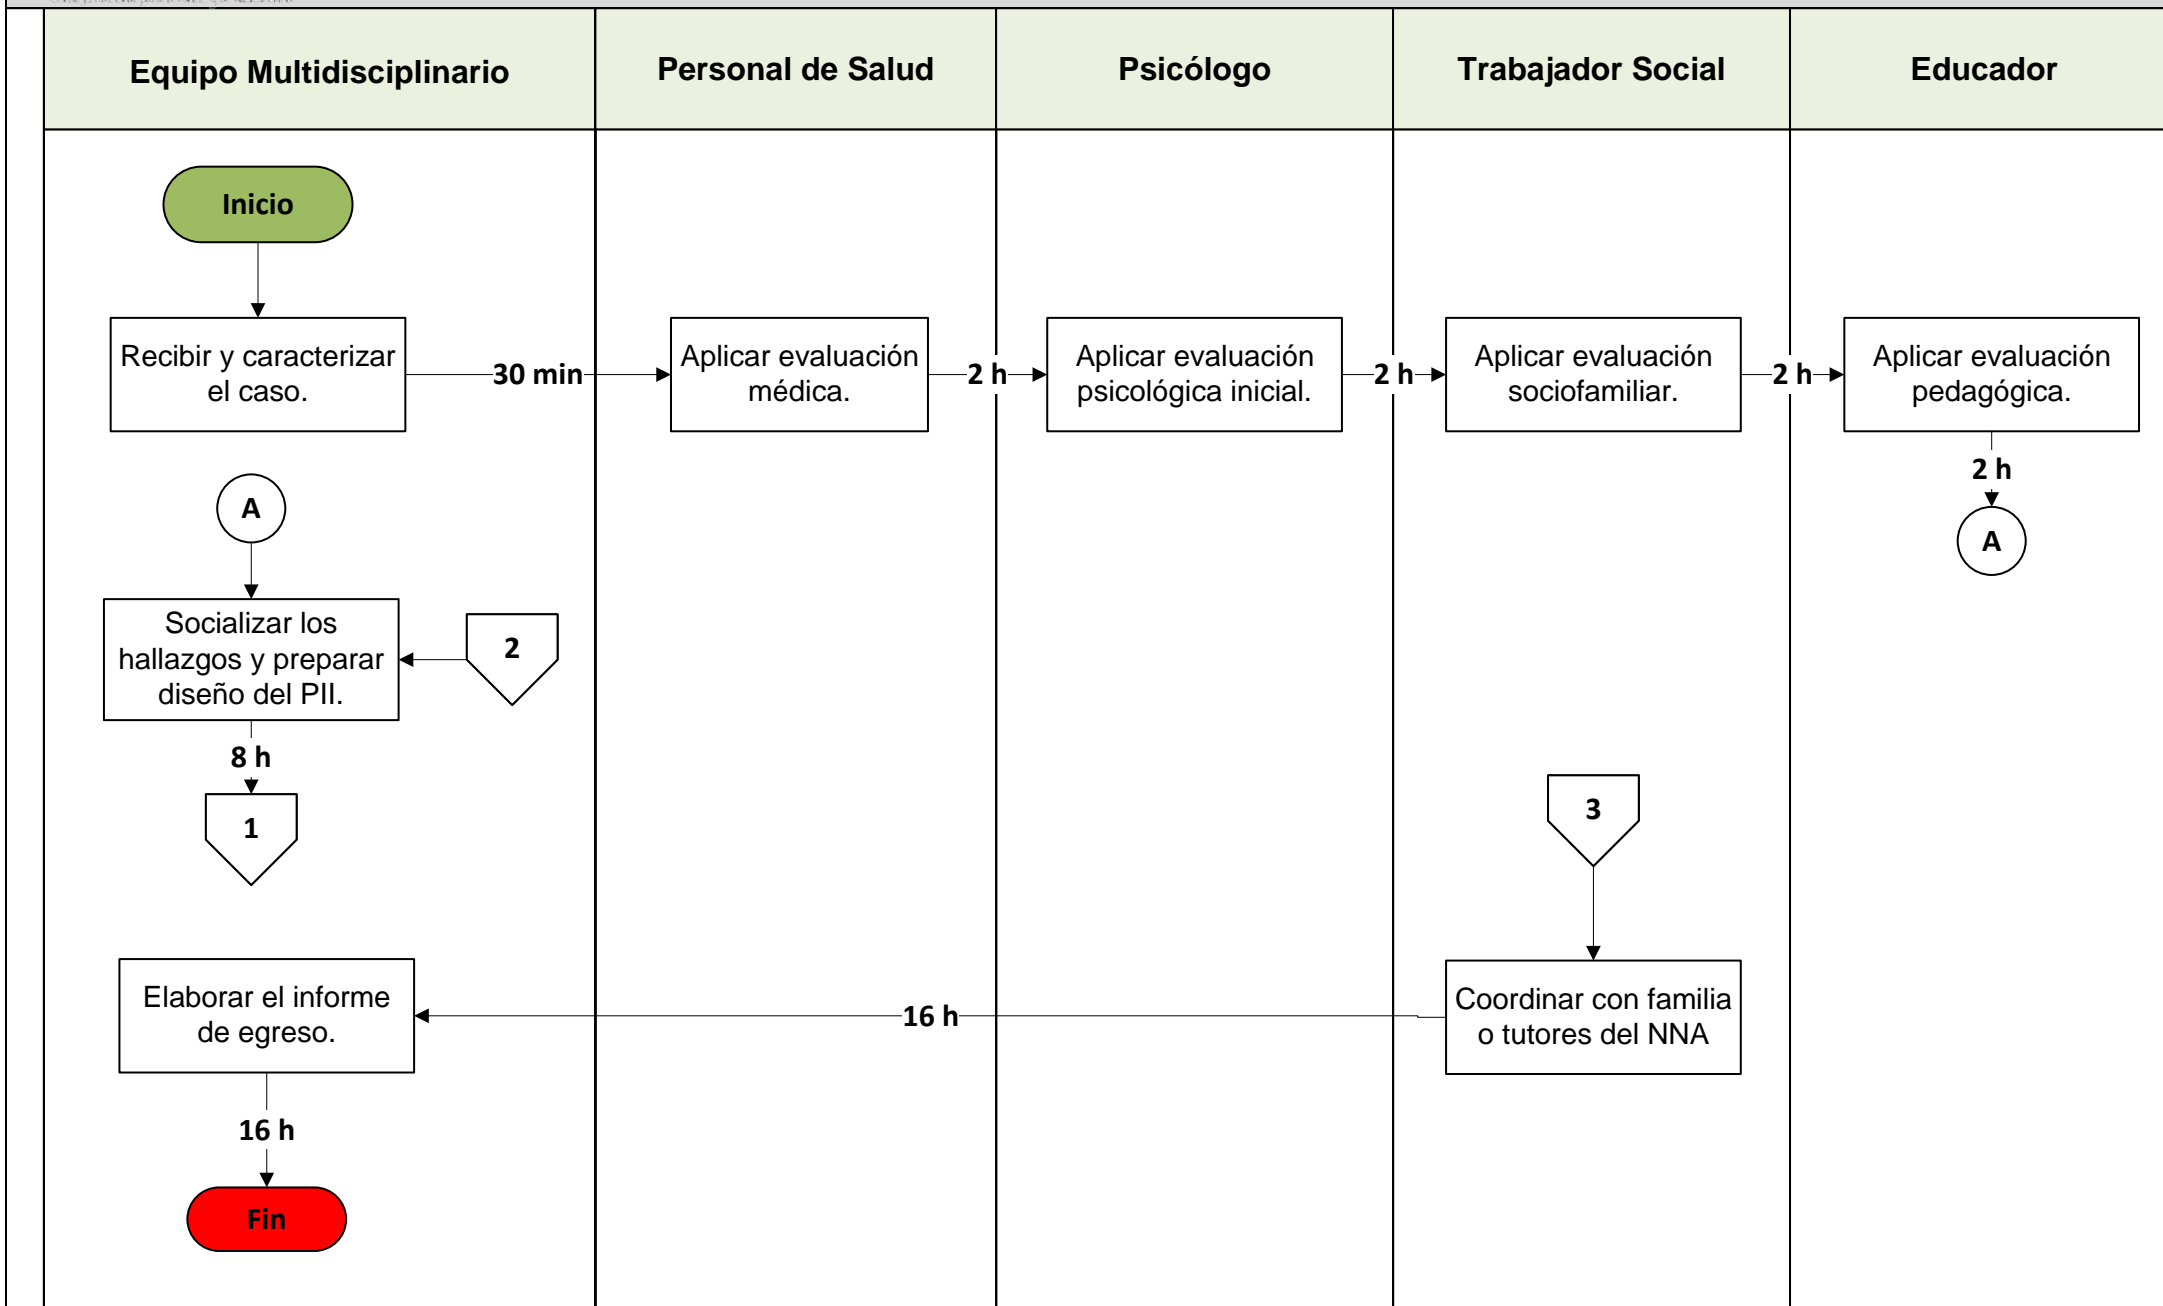 Equipo Multidisciplinario
Personal de Salud
Psicólogo
Trabajador Social
Educador
Inicio
Recibir y caracterizar
el caso.
30 min
Aplicar evaluación
médica.
2 h
Aplicar evaluación
psicológica inicial.
2 h
Aplicar evaluación
sociofamiliar.
2 h
Aplicar evaluación
pedagógica.
2 h
A
A
Socializar los
hallazgos y preparar
diseño del PII.
2
8 h
1
3
Coordinar con familia
o tutores del NNA
16 h
Elaborar el informe
de egreso.
16 h
Fin